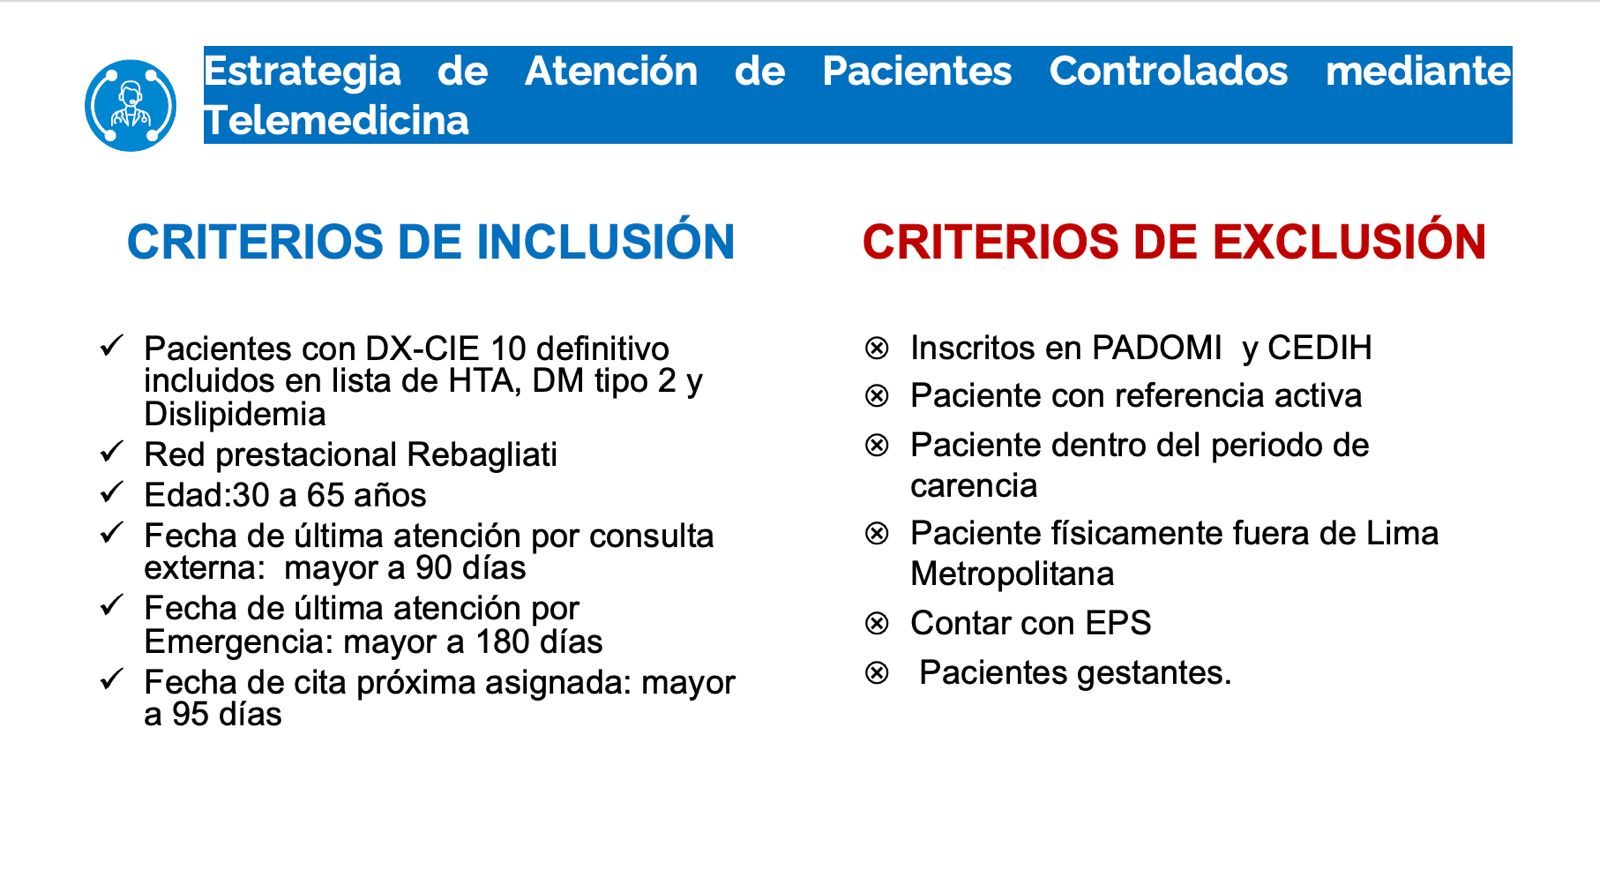 Estrategia de Atención de Pacientes Controlados mediante
Telemedicina
CRITERIOS DE INCLUSIÓN
Pacientes con DX-CIE 10 definitivo
incluidos en lista de HTA, DM tipo 2 y
Dislipidemia
Red prestacional Rebagliati
Edad:30 a 65 años
Fecha de última atención por consulta
externa:  mayor a 90 días
Fecha de última atención por
Emergencia: mayor a 180 días
Fecha de cita próxima asignada: mayor
a 95 días
CRITERIOS DE EXCLUSIÓN
Inscritos en PADOMI  y CEDIH
Paciente con referencia activa
Paciente dentro del periodo de
carencia
Paciente físicamente fuera de Lima
Metropolitana
Contar con EPS
Pacientes gestantes.